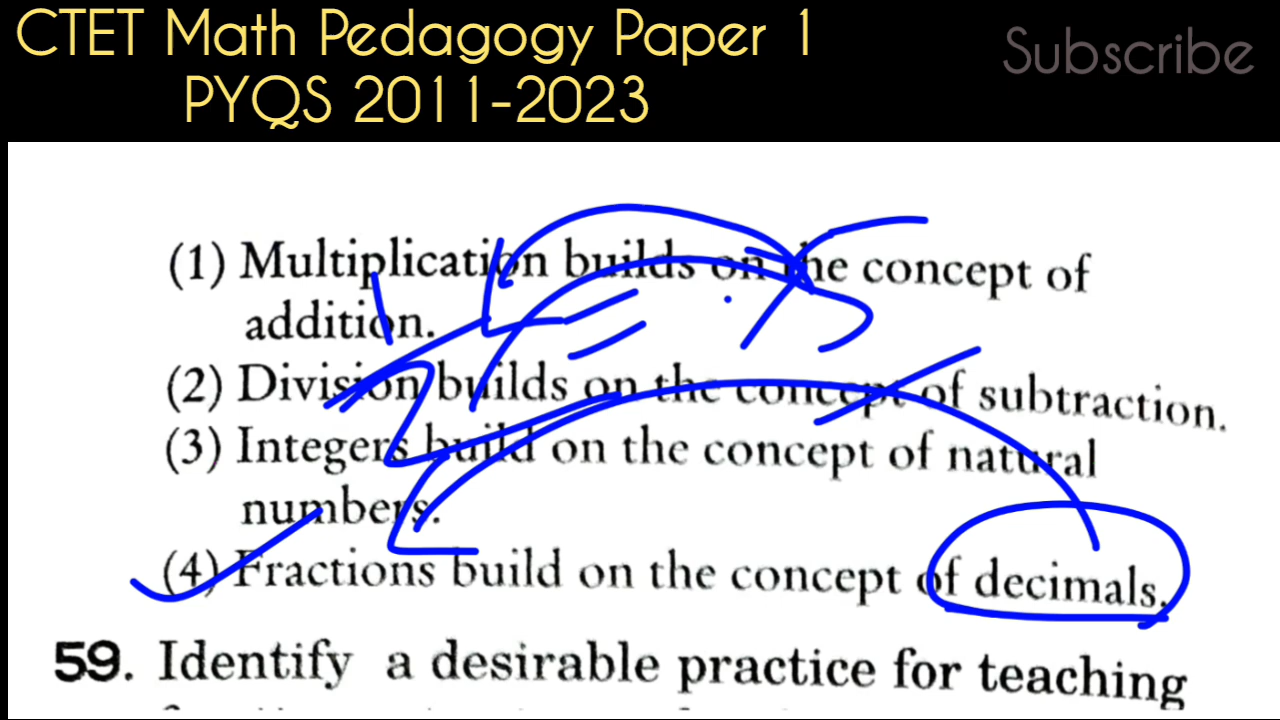 CTET Math Pedagogy Paper 1
PYQS 2011-2023
Subscribe
(1) Multiplication builds on the concept of
addition.
(2) Division builds on the concept of subtraction.
(3) Integers build on the concept of natural
numbers.
(4) Fractions build on the concept of decimals.
59. Identify a desirable practice for teaching